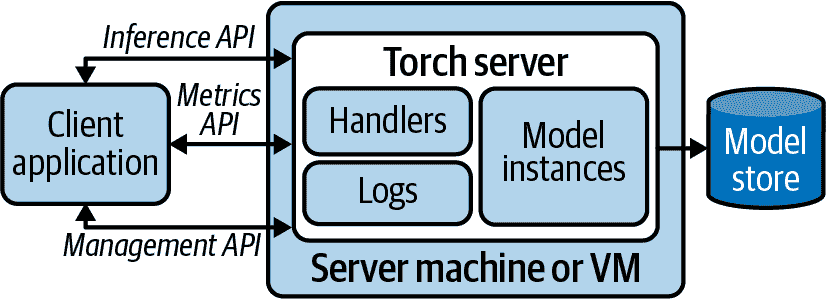 Inference API
Metrics
API
Client
application
Management API
Torch server
Handlers
Logs
Model
instances
Server machine or VM
Model
store